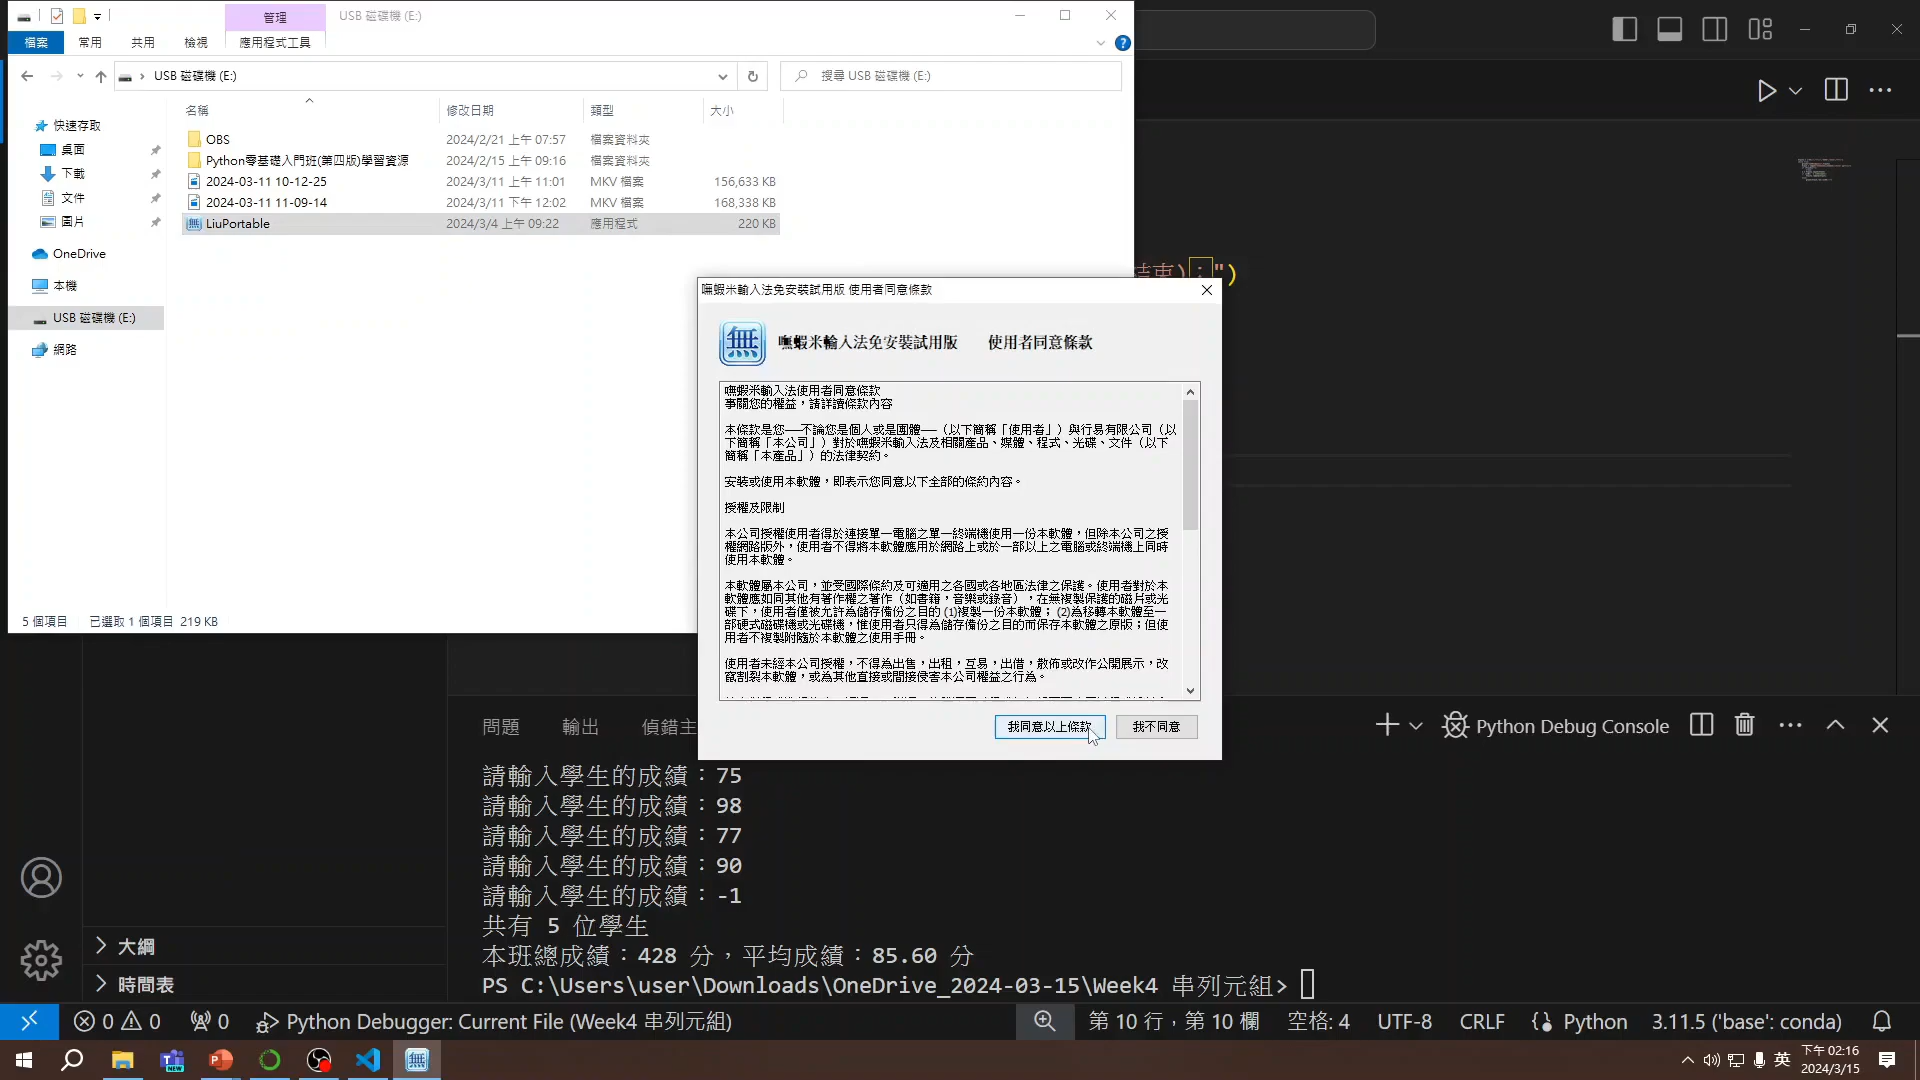 管理
USB 磁碟機 (E:)
檔案
常用
共用
檢視
應用程式工具
USB 磁碟機 (E:)
搜尋 USB 磁碟機 (E:)
名稱
修改日期
類型
大小
快速存取
桌面
下載
文件
圖片
OneDrive
本機
USB 磁碟機 (E:)
網路
OBS 2024/2/21 上午 07:57 檔案資料夾
Python零基礎入門班(第四版)學習資源 2024/2/15 上午 09:16 檔案資料夾
2024-03-11 10-12-25 2024/3/11 上午 11:01 MKV 檔案 156,633 KB
2024-03-11 11-09-14 2024/3/11 下午 12:02 MKV 檔案 168,338 KB
LiuPortable 2024/3/4 上午 09:22 應用程式 220 KB
5 個項目 已選取 1 個項目 219 KB
結束) : ")
嘸蝦米輸入法免安裝試用版 使用者同意條款
無 嘸蝦米輸入法免安裝試用版 使用者同意條款
嘸蝦米輸入法使用者同意條款
事關您的權益，請詳讀條款內容
本條款是您──不論您是個人或是團體──（以下簡稱「使用者」）與行易有限公司（以
下簡稱「本公司」）對於嘸蝦米輸入法及相關產品、媒體、程式、光碟、文件（以下
簡稱「本產品」）的法律契約。
安裝或使用本軟體，即表示您同意以下全部的條約內容。
授權及限制
本公司授權使用者得於連接單一電腦之單一終端機使用一份本軟體，但除本公司之授
權網路版外，使用者不得將本軟體應用於網路上或於一部以上之電腦或終端機上同時
使用本軟體。
本軟體屬本公司，並受國際條約及可適用之各國或各地區法律之保護。使用者對於本
軟體應如同其他有著作權之著作（如書籍，音樂或錄音），在無複製保護的磁片或光
碟下，使用者僅被允許為儲存備份之目的 (1)複製一份本軟體； (2)為移轉本軟體至一
部硬式磁碟機或光碟機，惟使用者只得為儲存備份之目的而保存本軟體之原版；但使
用者不複製附隨於本軟體之使用手冊。
使用者未經本公司授權，不得為出售，出租，互易，出借，散佈或改作公開展示，改
竄割裂本軟體，或為其他直接或間接侵害本公司權益之行為。
我同意以上條款
我不同意
問題
輸出
偵錯主
Python Debug Console
請輸入學生的成績：75
請輸入學生的成績：98
請輸入學生的成績：77
請輸入學生的成績：90
請輸入學生的成績：-1
共有 5 位學生
本班總成績：428 分，平均成績：85.60 分
PS C:\Users\user\Downloads\OneDrive_2024-03-15\Week4 串列元組>
大綱
時間表
0 0 0 Python Debugger: Current File (Week4 串列元組) 第 10 行，第 10 欄 空格: 4 UTF-8 CRLF Python 3.11.5 ('base': conda)
英
下午 02:16
2024/3/15